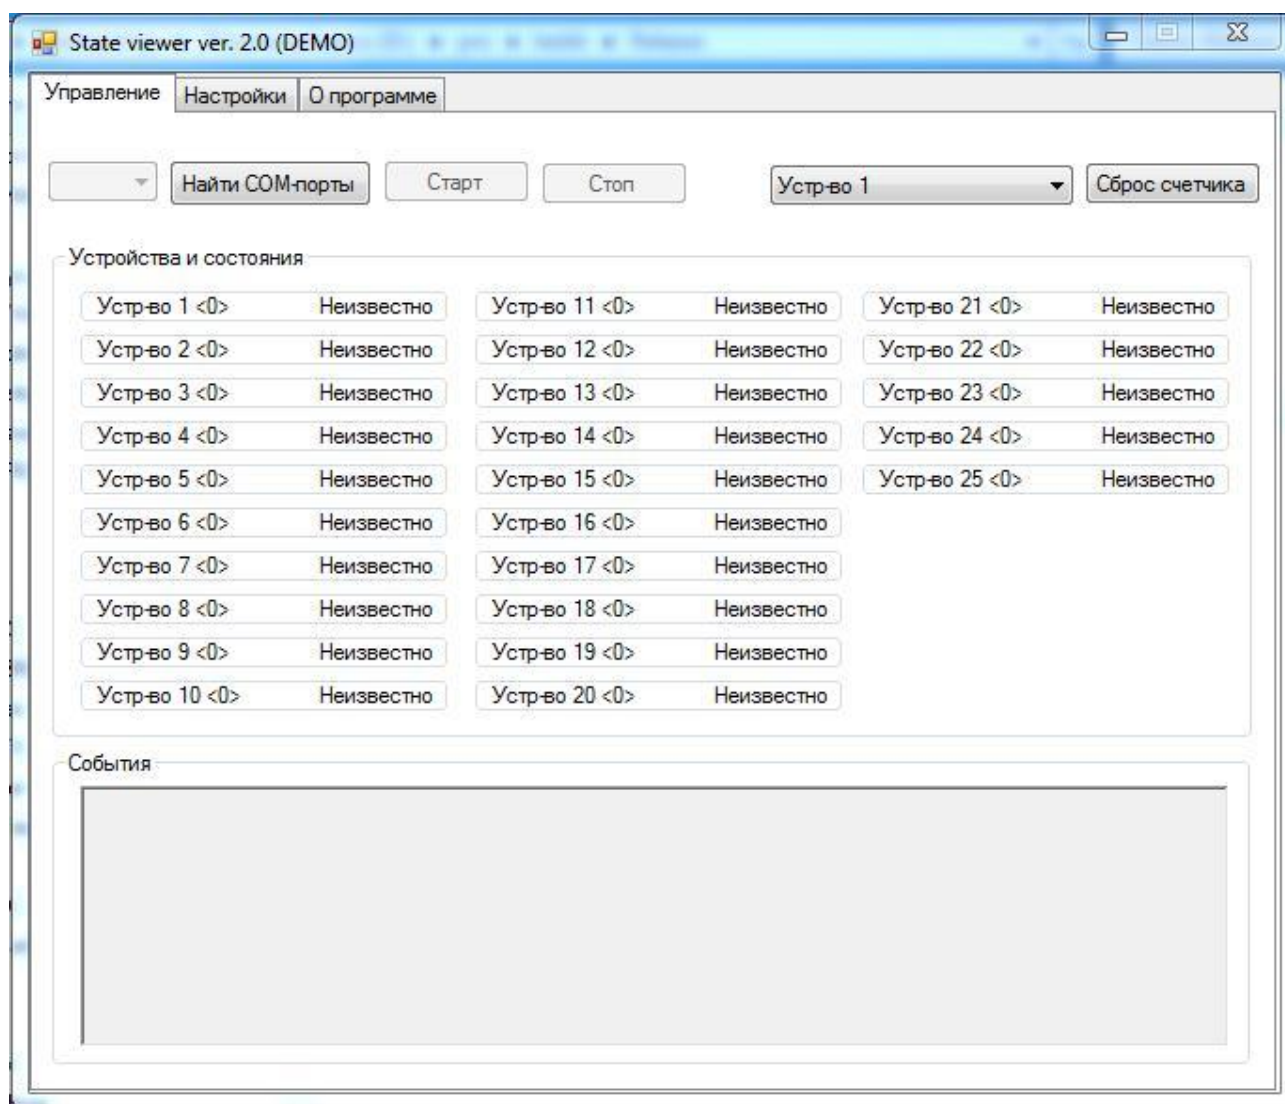 State viewer ver. 2.0 (DEMO)
Управление Настройки О программе
Найти COM-порты Старт Стоп Устр-во 1 Сброс счетчика
Устройства и состояния
Устр-во 1 <0> Неизвестно Устр-во 11 <0> Неизвестно Устр-во 21 <0> Неизвестно
Устр-во 2 <0> Неизвестно Устр-во 12 <0> Неизвестно Устр-во 22 <0> Неизвестно
Устр-во 3 <0> Неизвестно Устр-во 13 <0> Неизвестно Устр-во 23 <0> Неизвестно
Устр-во 4 <0> Неизвестно Устр-во 14 <0> Неизвестно Устр-во 24 <0> Неизвестно
Устр-во 5 <0> Неизвестно Устр-во 15 <0> Неизвестно Устр-во 25 <0> Неизвестно
Устр-во 6 <0> Неизвестно Устр-во 16 <0> Неизвестно
Устр-во 7 <0> Неизвестно Устр-во 17 <0> Неизвестно
Устр-во 8 <0> Неизвестно Устр-во 18 <0> Неизвестно
Устр-во 9 <0> Неизвестно Устр-во 19 <0> Неизвестно
Устр-во 10 <0> Неизвестно Устр-во 20 <0> Неизвестно
События